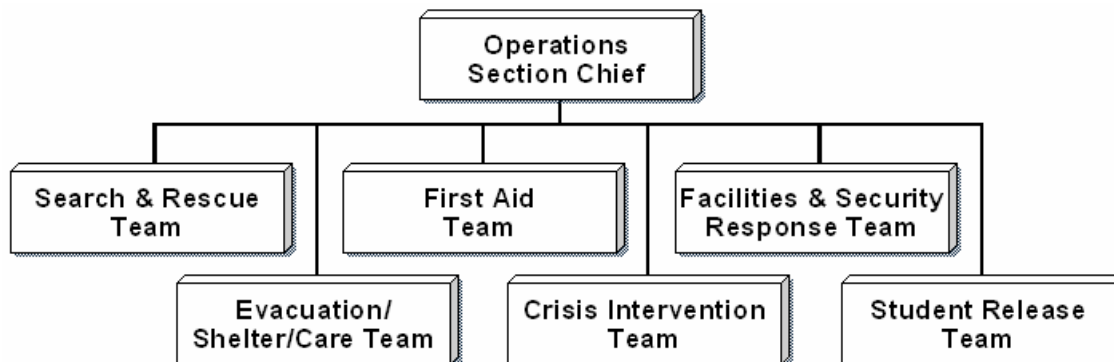 Operations
Section Chief
Search & Rescue
Team
First Aid
Team
Facilities & Security
Response Team
Evacuation/
Shelter/Care Team
Crisis Intervention
Team
Student Release
Team